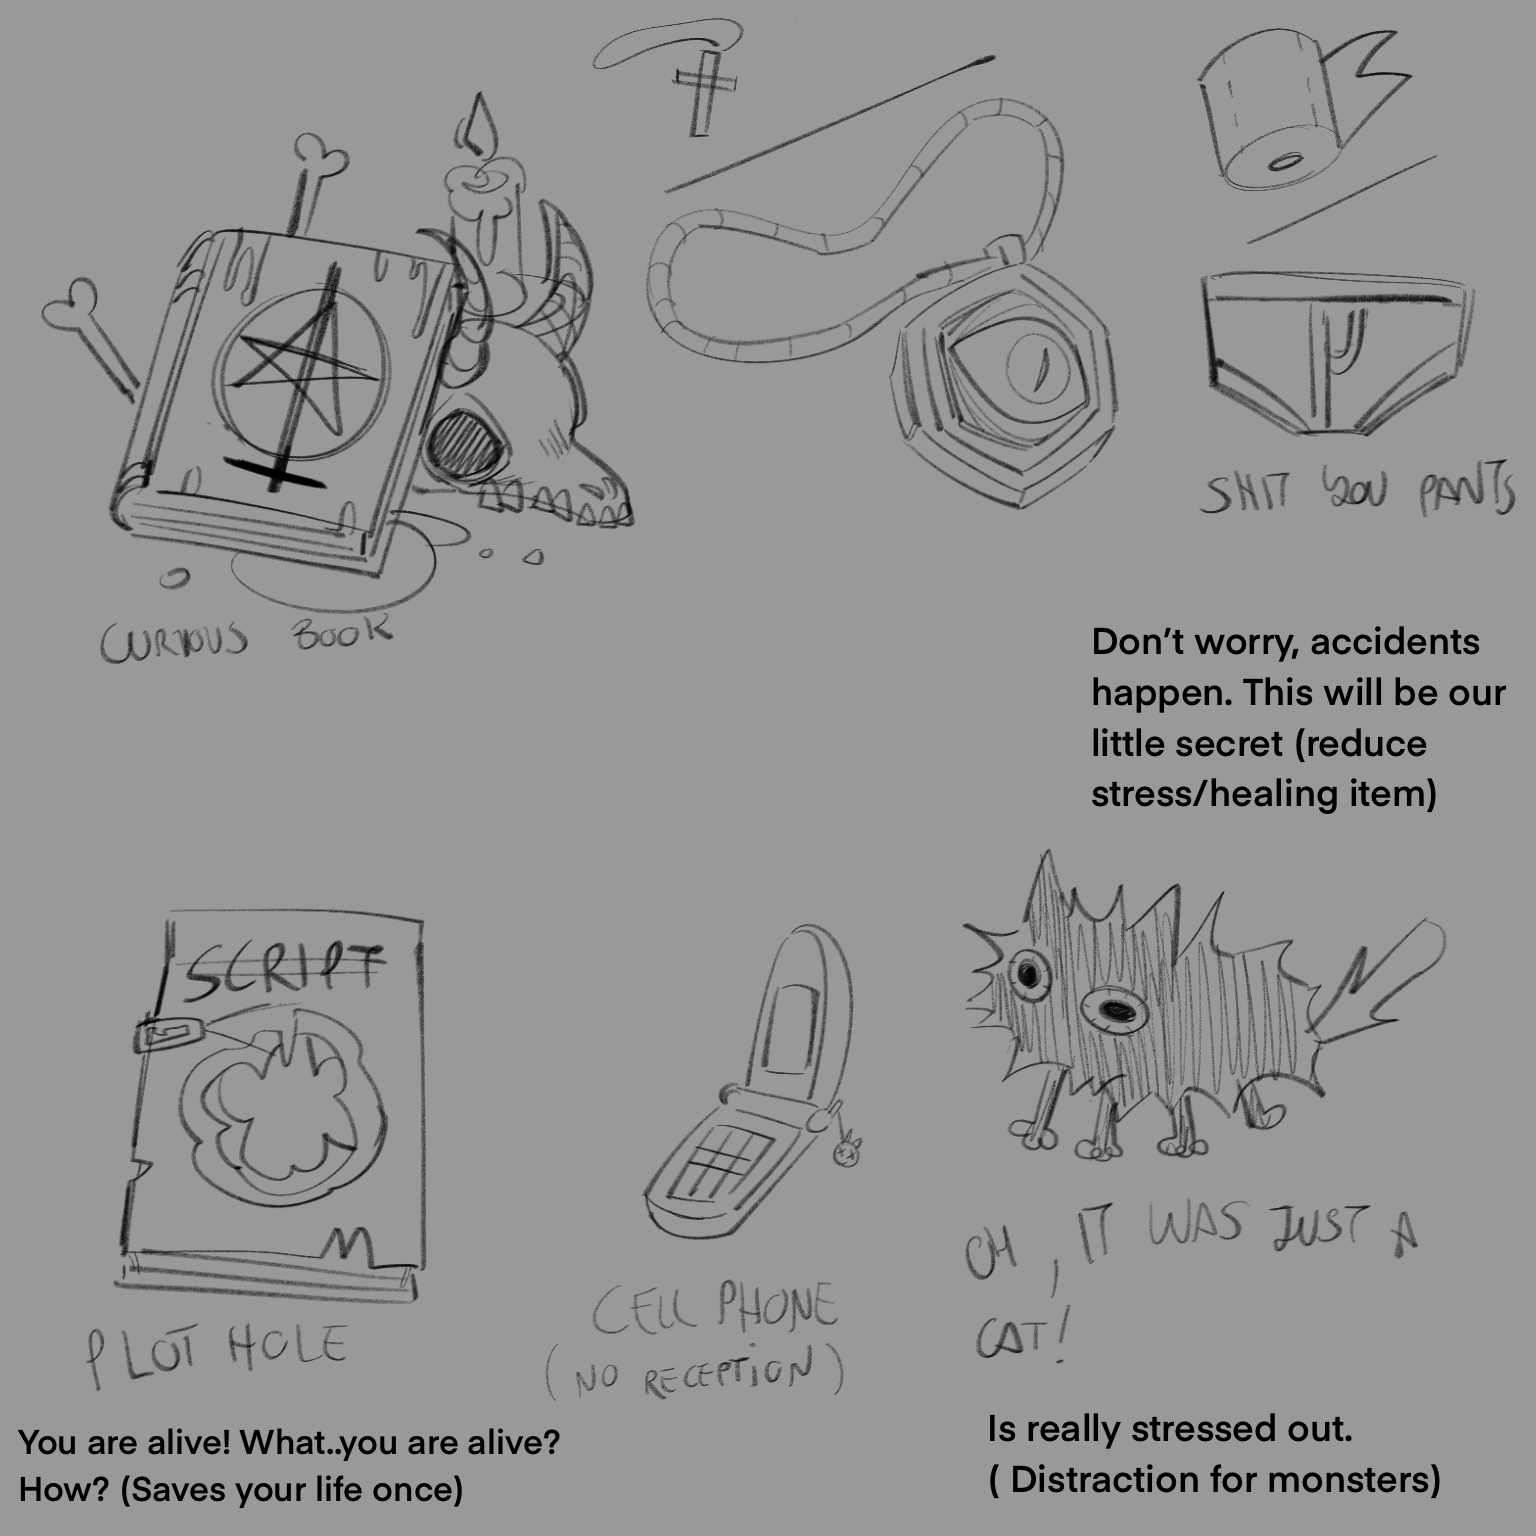 SHIT YOU PANTS
CURIOUS BOOK
Don't worry, accidents
happen. This will be our
little secret (reduce
stress/healing item)
SCRIPT
PLOT HOLE
You are alive! What..you are alive?
How? (Saves your life once)
CELL PHONE
(NO RECEPTION)
OH, IT WAS JUST A
CAT!
Is really stressed out.
( Distraction for monsters)